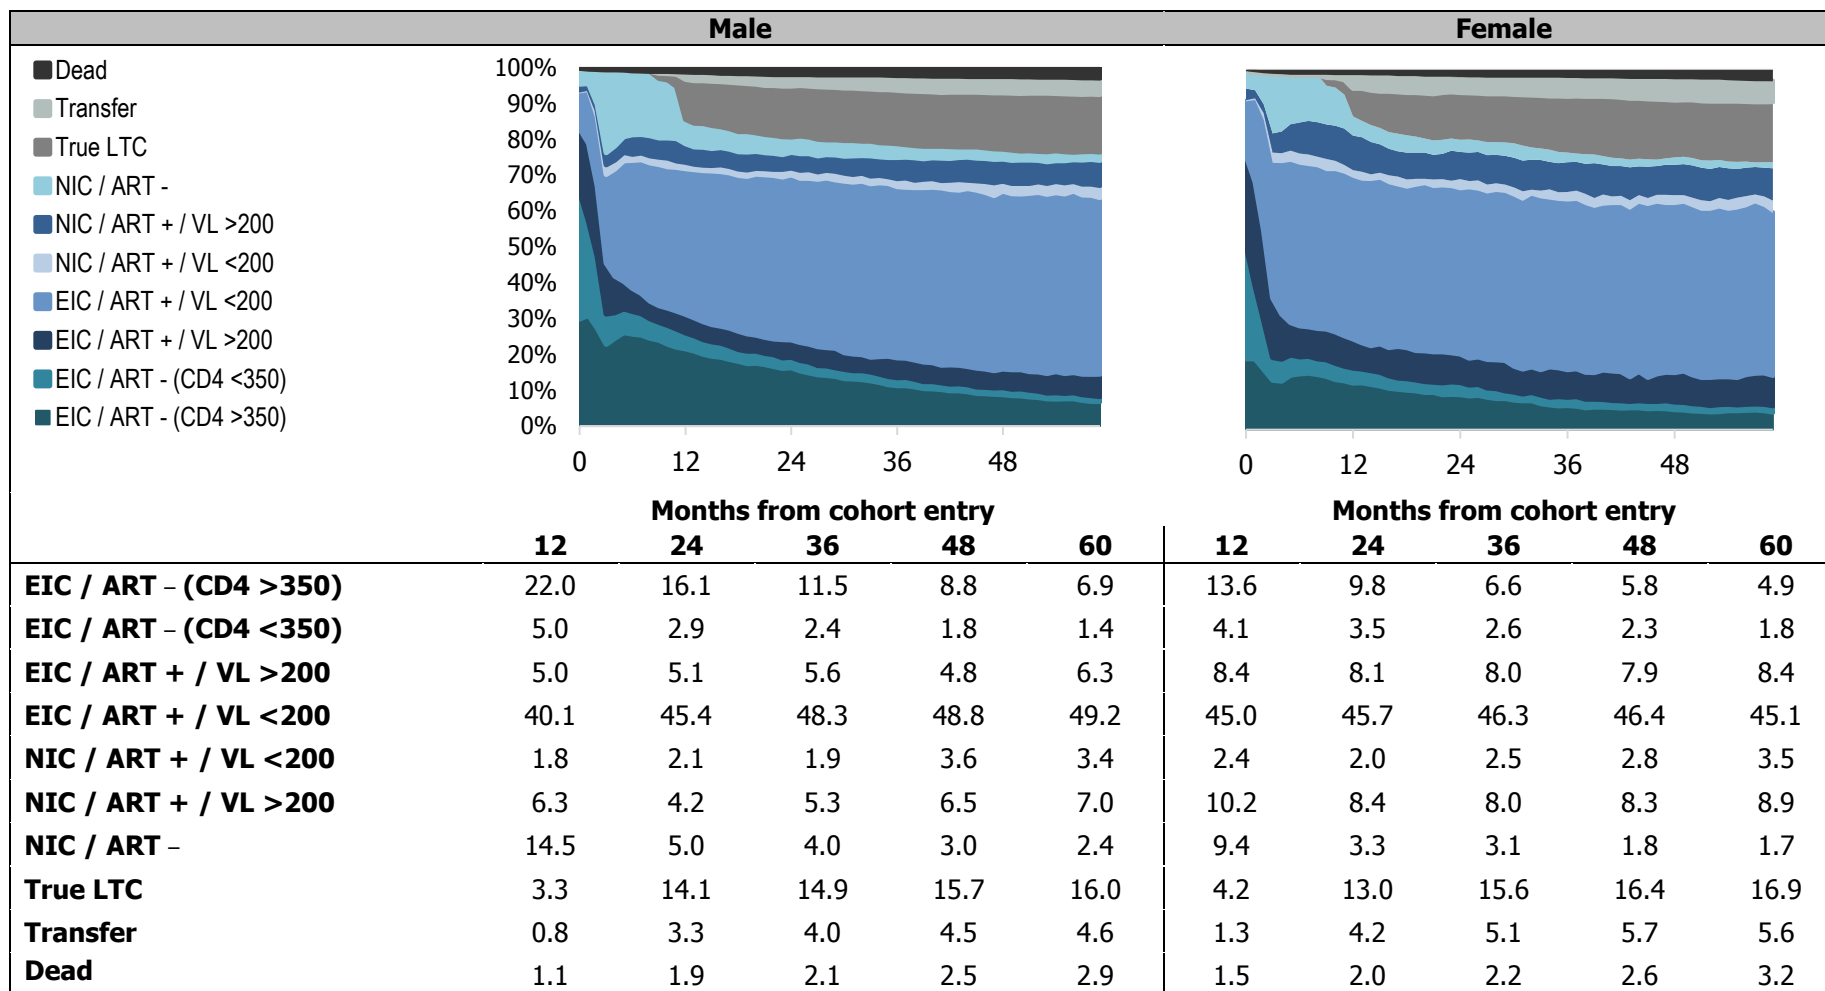 Male Female
Dead
Transfer
True LTC
NIC / ART -
NIC / ART + / VL >200
NIC / ART + / VL <200
EIC / ART + / VL <200
EIC / ART + / VL >200
EIC / ART - (CD4 <350)
EIC / ART - (CD4 >350)
100%
90%
80%
70%
60%
50%
40%
30%
20%
10%
0%
0 12 24 36 48
0 12 24 36 48
Months from cohort entry Months from cohort entry
12 24 36 48 60 12 24 36 48 60
EIC / ART – (CD4 >350) 22.0 16.1 11.5 8.8 6.9 13.6 9.8 6.6 5.8 4.9
EIC / ART – (CD4 <350) 5.0 2.9 2.4 1.8 1.4 4.1 3.5 2.6 2.3 1.8
EIC / ART + / VL >200 5.0 5.1 5.6 4.8 6.3 8.4 8.1 8.0 7.9 8.4
EIC / ART + / VL <200 40.1 45.4 48.3 48.8 49.2 45.0 45.7 46.3 46.4 45.1
NIC / ART + / VL <200 1.8 2.1 1.9 3.6 3.4 2.4 2.0 2.5 2.8 3.5
NIC / ART + / VL >200 6.3 4.2 5.3 6.5 7.0 10.2 8.4 8.0 8.3 8.9
NIC / ART – 14.5 5.0 4.0 3.0 2.4 9.4 3.3 3.1 1.8 1.7
True LTC 3.3 14.1 14.9 15.7 16.0 4.2 13.0 15.6 16.4 16.9
Transfer 0.8 3.3 4.0 4.5 4.6 1.3 4.2 5.1 5.7 5.6
Dead 1.1 1.9 2.1 2.5 2.9 1.5 2.0 2.2 2.6 3.2